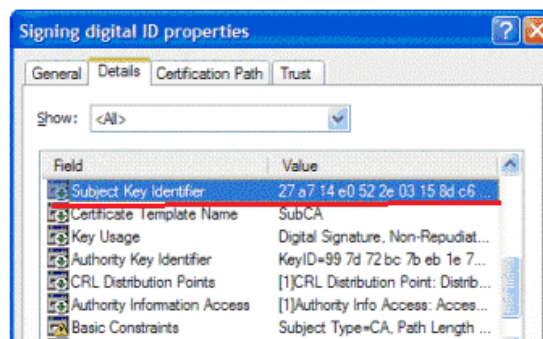 Signing digital ID properties
General Details Certification Path Trust
Show: <All>
Field Value
Subject Key Identifier 27 a7 14 e0 52 2e 03 15 8d c6 ...
Certificate Template Name SubCA
Key Usage Digital Signature, Non-Repudiat...
Authority Key Identifier KeyID=99 7d 72 bc 7b eb 1e 7...
CRL Distribution Points [1]CRL Distribution Point: Distrib...
Authority Information Access [1]Authority Info Access: Acces...
Basic Constraints Subject Type=CA, Path Length ...